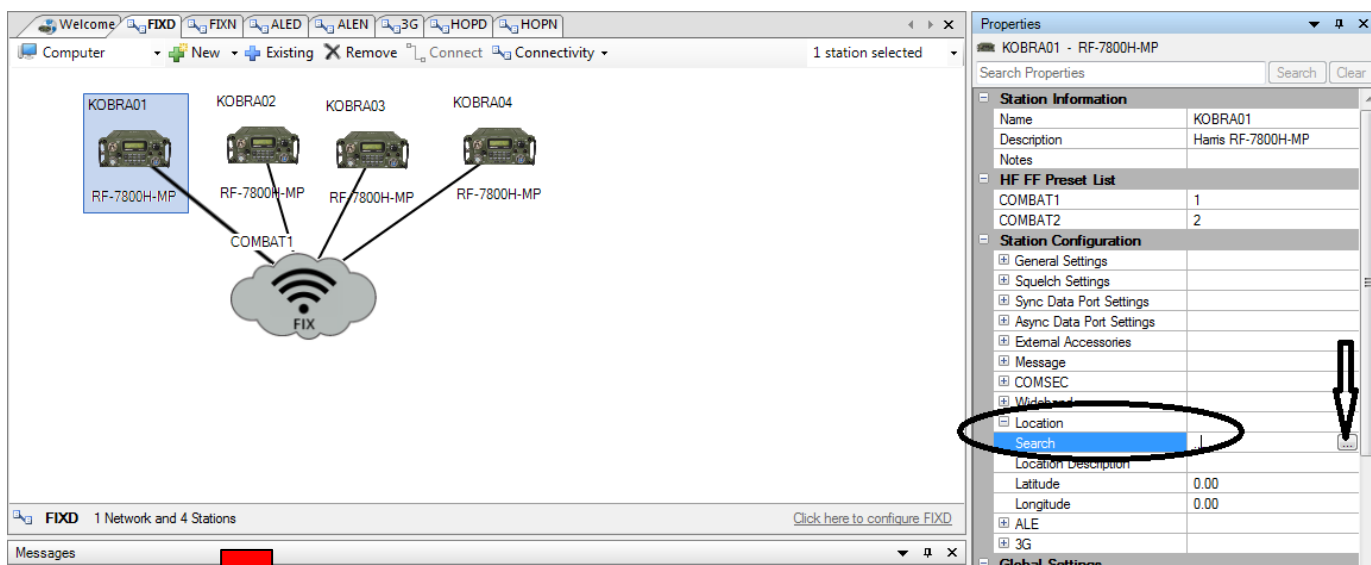 Welcome FIXD FIXN ALED ALEN 3G HOPD HOPN
Computer New Existing Remove Connect Connectivity 1 station selected
KOBRA01 KOBRA02 KOBRA03 KOBRA04
RF-7800H-MP RF-7800H-MP RF-7800H-MP RF-7800H-MP
COMBAT1
FIX
FIXD 1 Network and 4 Stations Click here to configure FIXD
Messages
Properties
KOBRA01 - RF-7800H-MP
Search Properties Search Clear
Station Information
Name KOBRA01
Description Harris RF-7800H-MP
Notes
HF FF Preset List
COMBAT1 1
COMBAT2 2
Station Configuration
General Settings
Squelch Settings
Sync Data Port Settings
Async Data Port Settings
External Accessories
Message
COMSEC
Wideband
Location
Search ... ...
Location Description
Latitude 0.00
Longitude 0.00
ALE
3G
Global Settings